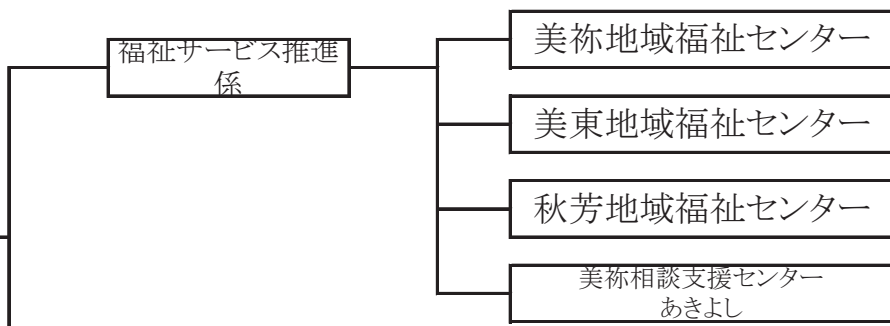 福祉サービス推進
係
美祢地域福祉センター
美東地域福祉センター
秋芳地域福祉センター
美祢相談支援センター
あきよし